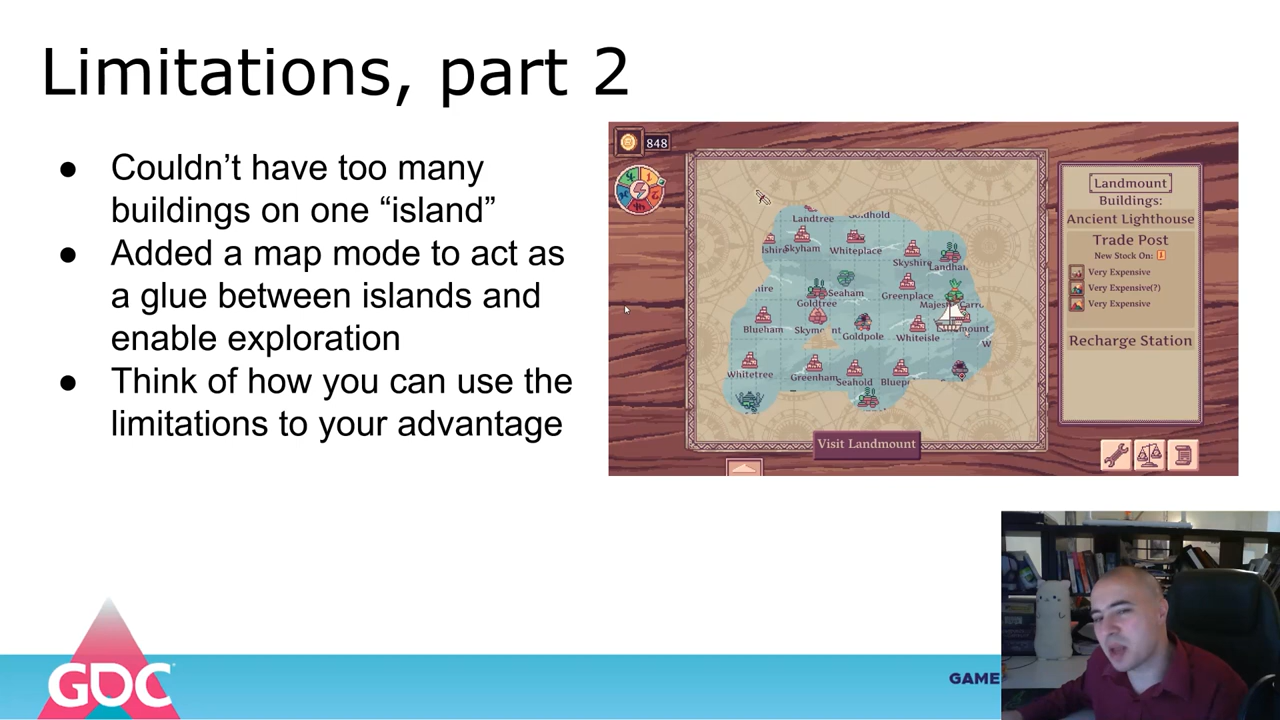 Limitations, part 2
● Couldn’t have too many
buildings on one “island”
● Added a map mode to act as
a glue between islands and
enable exploration
● Think of how you can use the
limitations to your advantage
848
Landtree
Skyham
Whiteplace
Skyshire
Seaham
Goldtree
Greenplace
Blueham
Goldpole
Whiteisle
Whitetree
Greenham
Seahold
Visit Landmount
Landmount
Buildings:
Ancient Lighthouse
Trade Post
New Stock On: 1
Very Expensive
Very Expensive(?)
Very Expensive
Recharge Station
GDC
GAME